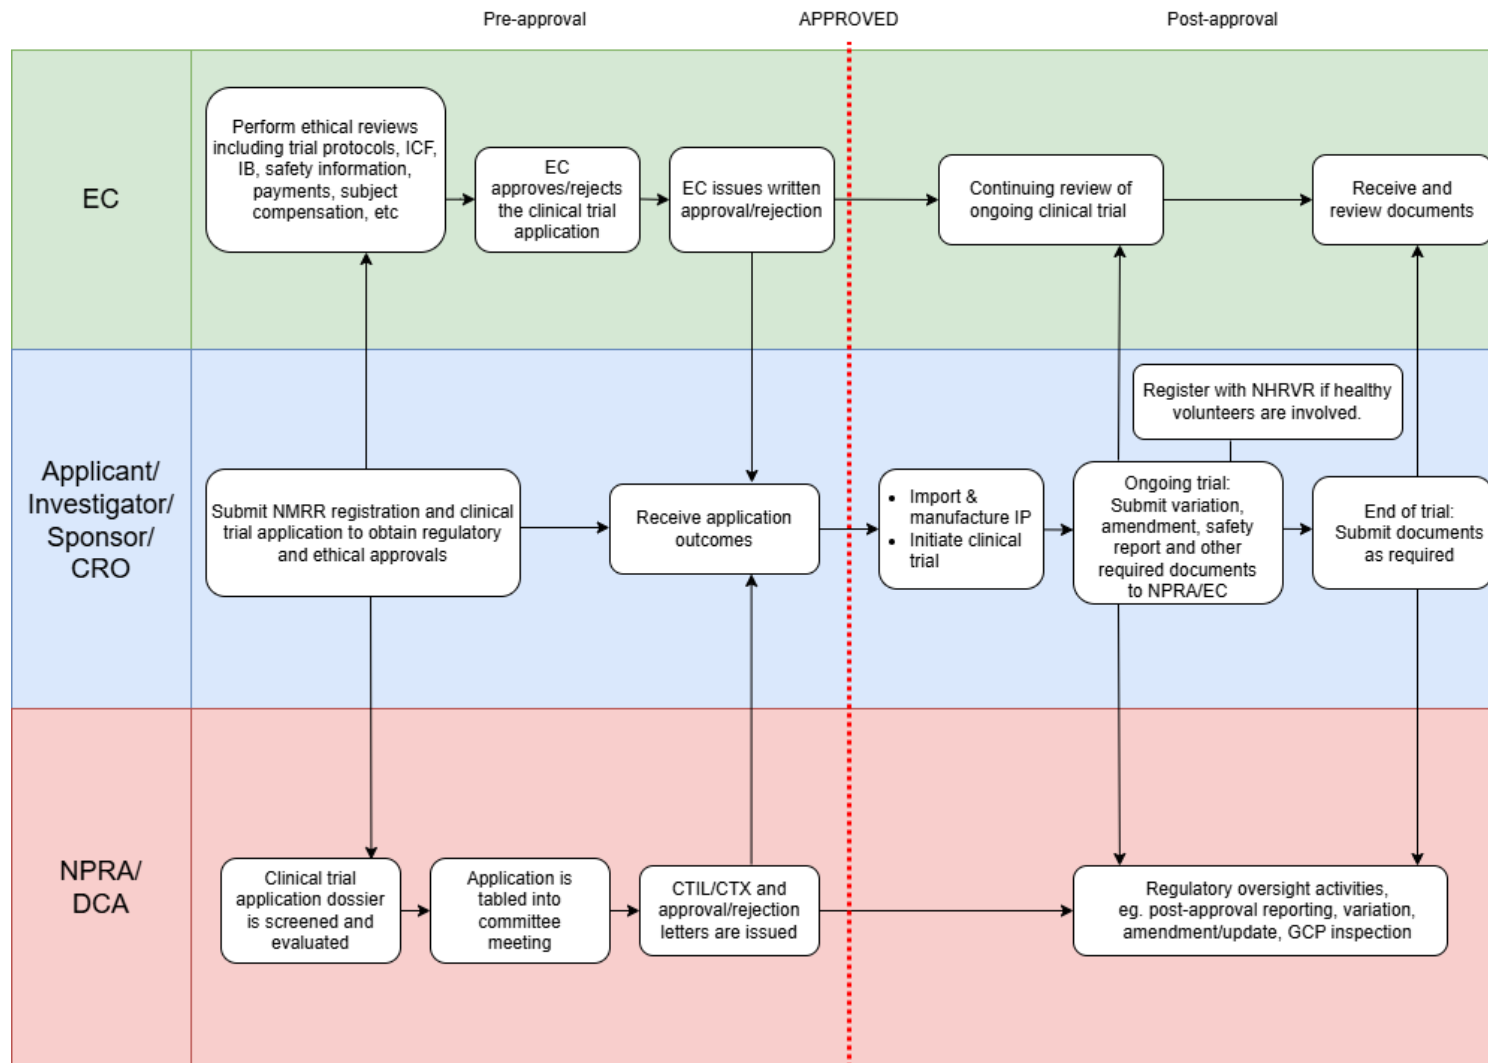 Pre-approval
APPROVED
Post-approval
EC
Perform ethical reviews
including trial protocols, ICF,
IB, safety information,
payments, subject
compensation, etc
EC
approves/rejects
the clinical trial
application
EC issues written
approval/rejection
Continuing review of
ongoing clinical trial
Receive and
review documents
Applicant/
Investigator/
Sponsor/
CRO
Submit NMRR registration and clinical
trial application to obtain regulatory
and ethical approvals
Receive application
outcomes
• Import &
manufacture IP
• Initiate clinical
trial
Register with NHRVR if healthy
volunteers are involved.
Ongoing trial:
Submit variation,
amendment, safety
report and other
required documents
to NPRA/EC
End of trial:
Submit documents
as required
NPRA/
DCA
Clinical trial
application dossier
is screened and
evaluated
Application is
tabled into
committee
meeting
CTIL/CTX and
approval/rejection
letters are issued
Regulatory oversight activities,
eg. post-approval reporting, variation,
amendment/update, GCP inspection